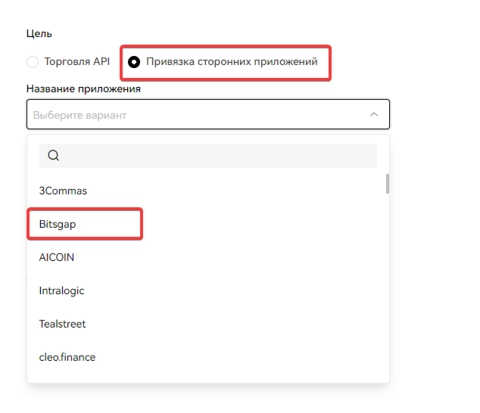 Цель
Торговля API Привязка сторонних приложений
Название приложения
Выберите вариант
3Commas
Bitsgap
AICOIN
Intralogic
Tealstreet
cleo.finance